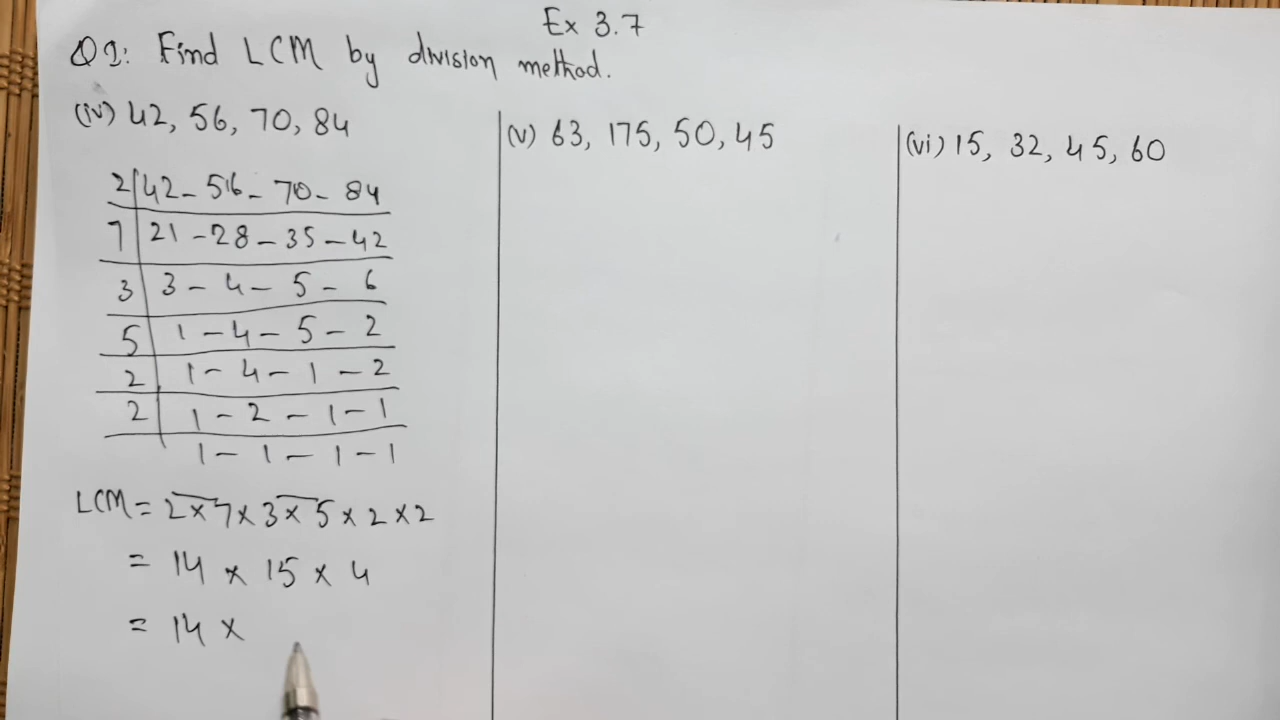 Ex 3.7
Q1: Find LCM by division method.
(iv) 42, 56, 70, 84
2 | 42 - 56 - 70 - 84
7 | 21 - 28 - 35 - 42
3 | 3 - 4 - 5 - 6
5 | 1 - 4 - 5 - 2
2 | 1 - 4 - 1 - 2
2 | 1 - 2 - 1 - 1
1 - 1 - 1 - 1
LCM = 2 × 7 × 3 × 5 × 2 × 2
= 14 × 15 × 4
= 14 ×
(v) 63, 175, 50, 45
(vi) 15, 32, 45, 60